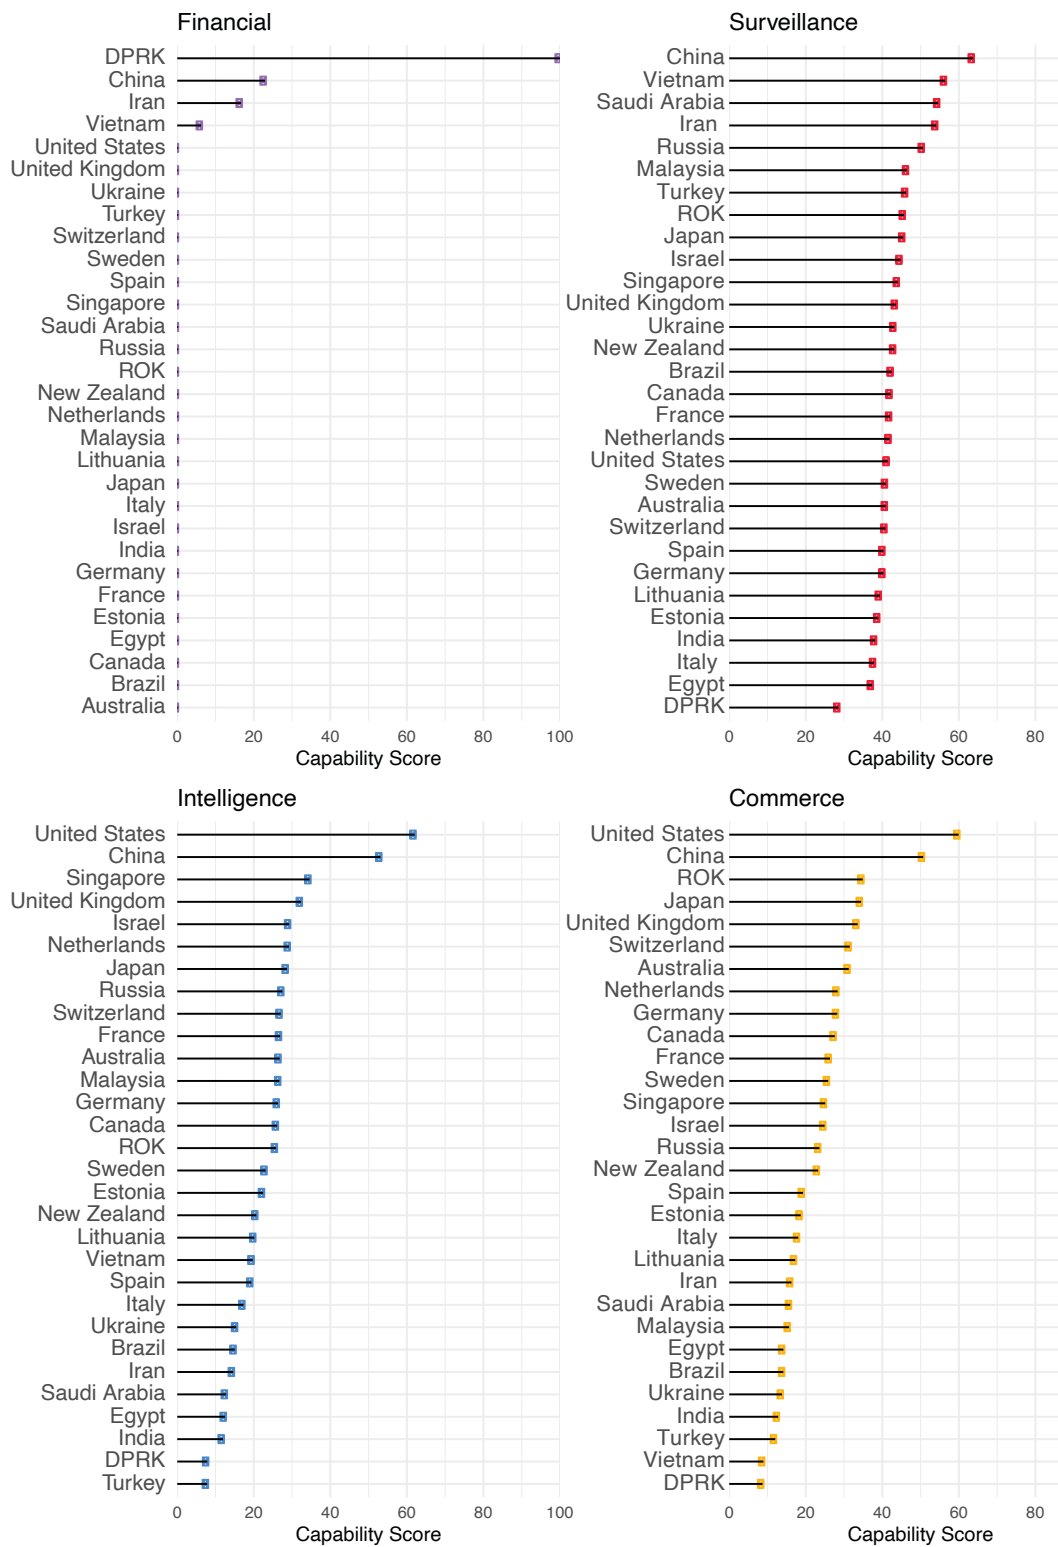 Financial
DPRK
China
Iran
Vietnam
United States
United Kingdom
Ukraine
Turkey
Switzerland
Sweden
Spain
Singapore
Saudi Arabia
Russia
ROK
New Zealand
Netherlands
Malaysia
Lithuania
Japan
Italy
Israel
India
Germany
France
Estonia
Egypt
Canada
Brazil
Australia
0 20 40 60 80 100
Capability Score
Surveillance
China
Vietnam
Saudi Arabia
Iran
Russia
Malaysia
Turkey
ROK
Japan
Israel
Singapore
United Kingdom
Ukraine
New Zealand
Brazil
Canada
France
Netherlands
United States
Sweden
Australia
Switzerland
Spain
Germany
Lithuania
Estonia
India
Italy
Egypt
DPRK
0 20 40 60 80
Capability Score
Intelligence
United States
China
Singapore
United Kingdom
Israel
Netherlands
Japan
Russia
Switzerland
France
Australia
Malaysia
Germany
Canada
ROK
Sweden
Estonia
New Zealand
Lithuania
Vietnam
Spain
Italy
Ukraine
Brazil
Iran
Saudi Arabia
Egypt
India
DPRK
Turkey
0 20 40 60 80 100
Capability Score
Commerce
United States
China
ROK
Japan
United Kingdom
Switzerland
Australia
Netherlands
Germany
Canada
France
Sweden
Singapore
Israel
Russia
New Zealand
Spain
Estonia
Italy
Lithuania
Iran
Saudi Arabia
Malaysia
Egypt
Brazil
Ukraine
India
Turkey
Vietnam
DPRK
0 20 40 60 80
Capability Score